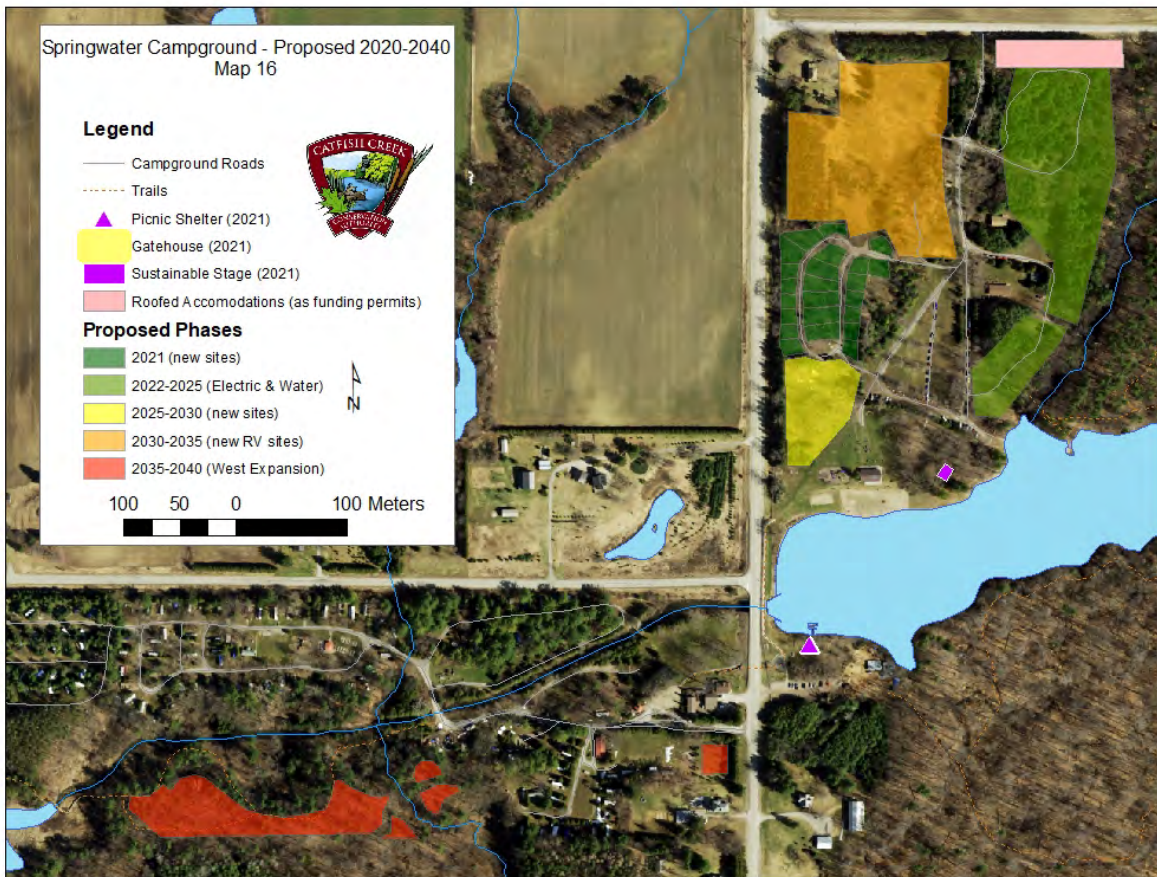 Springwater Campground - Proposed 2020-2040
Map 16
Legend
Campground Roads
Trails
Picnic Shelter (2021)
Gatehouse (2021)
Sustainable Stage (2021)
Roofed Accomodations (as funding permits)
Proposed Phases
2021 (new sites)
2022-2025 (Electric & Water)
2025-2030 (new sites)
2030-2035 (new RV sites)
2035-2040 (West Expansion)
100 50 0 100 Meters
N
CATFISH CREEK
CONSERVATION
AUTHORITY